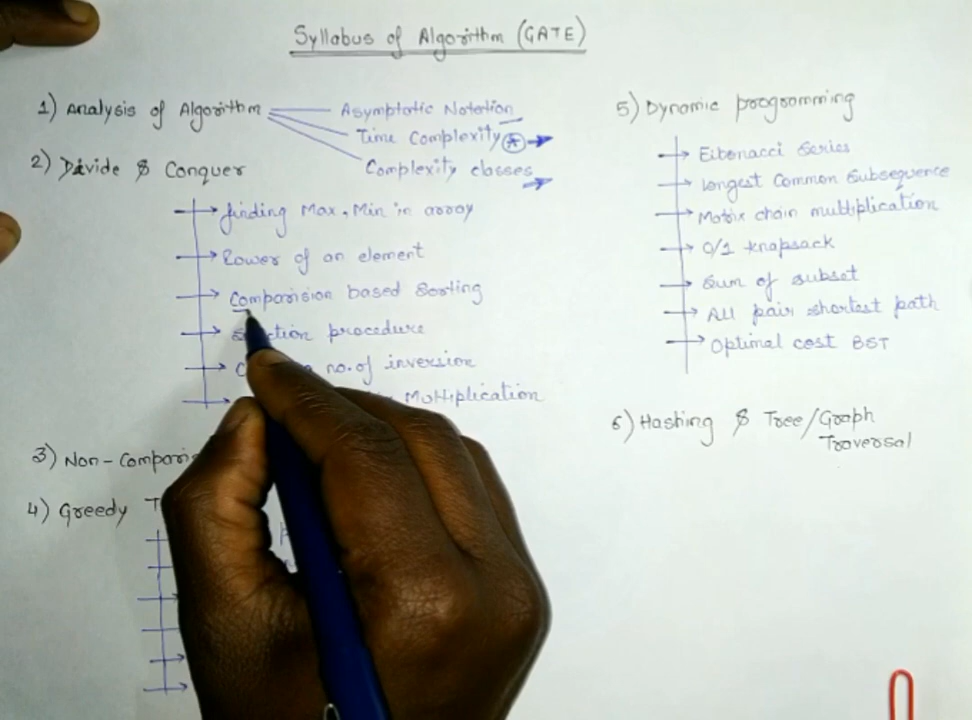 Syllabus of Algorithm (GATE)
1) Analysis of Algorithm
Asymptotic Notation
Time Complexity
Complexity classes
2) Divide & Conquer
finding Max, Min in array
Power of an element
Comparision based Sorting
procedure
no. of inversion
Multiplication
3) Non-Comparis
4) Greedy
5) Dynamic programming
Fibonacci Series
Longest Common Subsequence
Matrix chain multiplication
0/1 knapsack
Sum of subset
All pair shortest path
Optimal cost BST
6) Hashing & Tree/Graph
Traversal